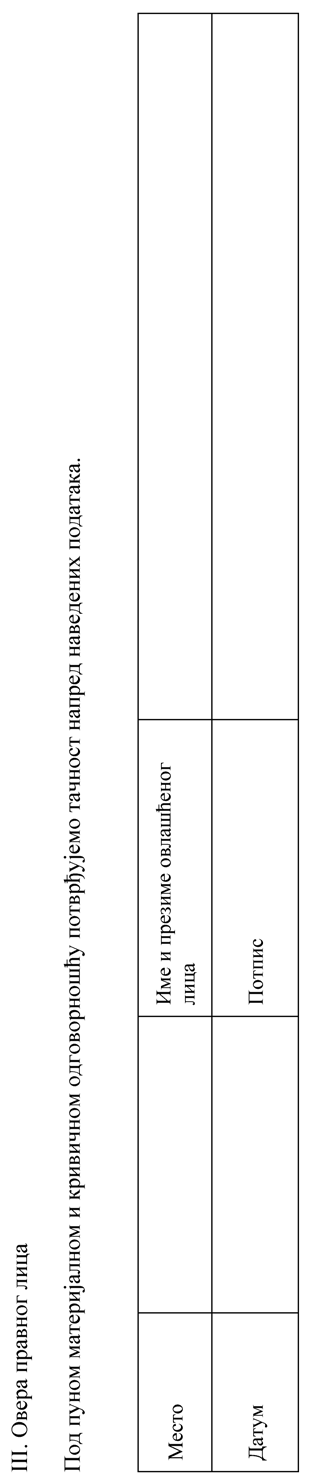 III. Овера правног лица
Под пуном материјалном и кривичном одговорношћу потврђујемо тачност напред наведених података.
Место
Име и презиме овлашћеног
лица
Датум
Потпис